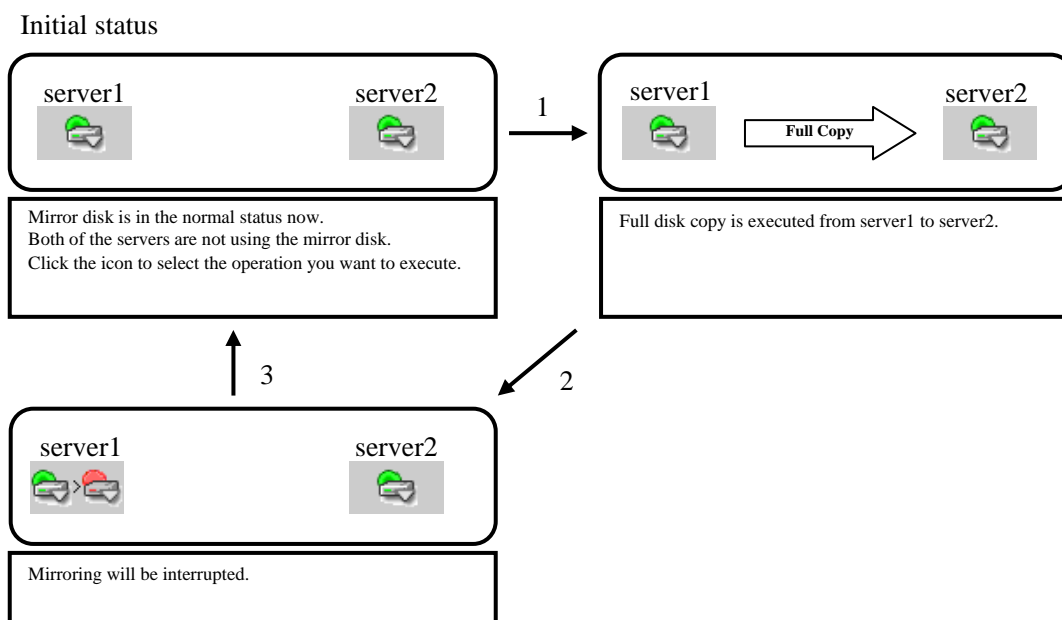 Initial status
server1
server2
1
server1
Full Copy
server2
Mirror disk is in the normal status now.
Both of the servers are not using the mirror disk.
Click the icon to select the operation you want to execute.
Full disk copy is executed from server1 to server2.
3
2
server1
>
server2
Mirroring will be interrupted.